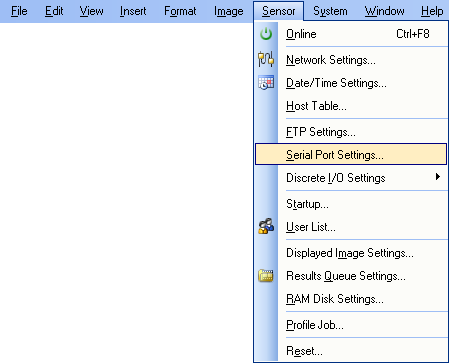 File Edit View Insert Format Image Sensor System Window Help
Online Ctrl+F8
Network Settings...
Date/Time Settings...
Host Table...
FTP Settings...
Serial Port Settings...
Discrete I/O Settings
Startup...
User List...
Displayed Image Settings...
Results Queue Settings...
RAM Disk Settings...
Profile Job...
Reset...